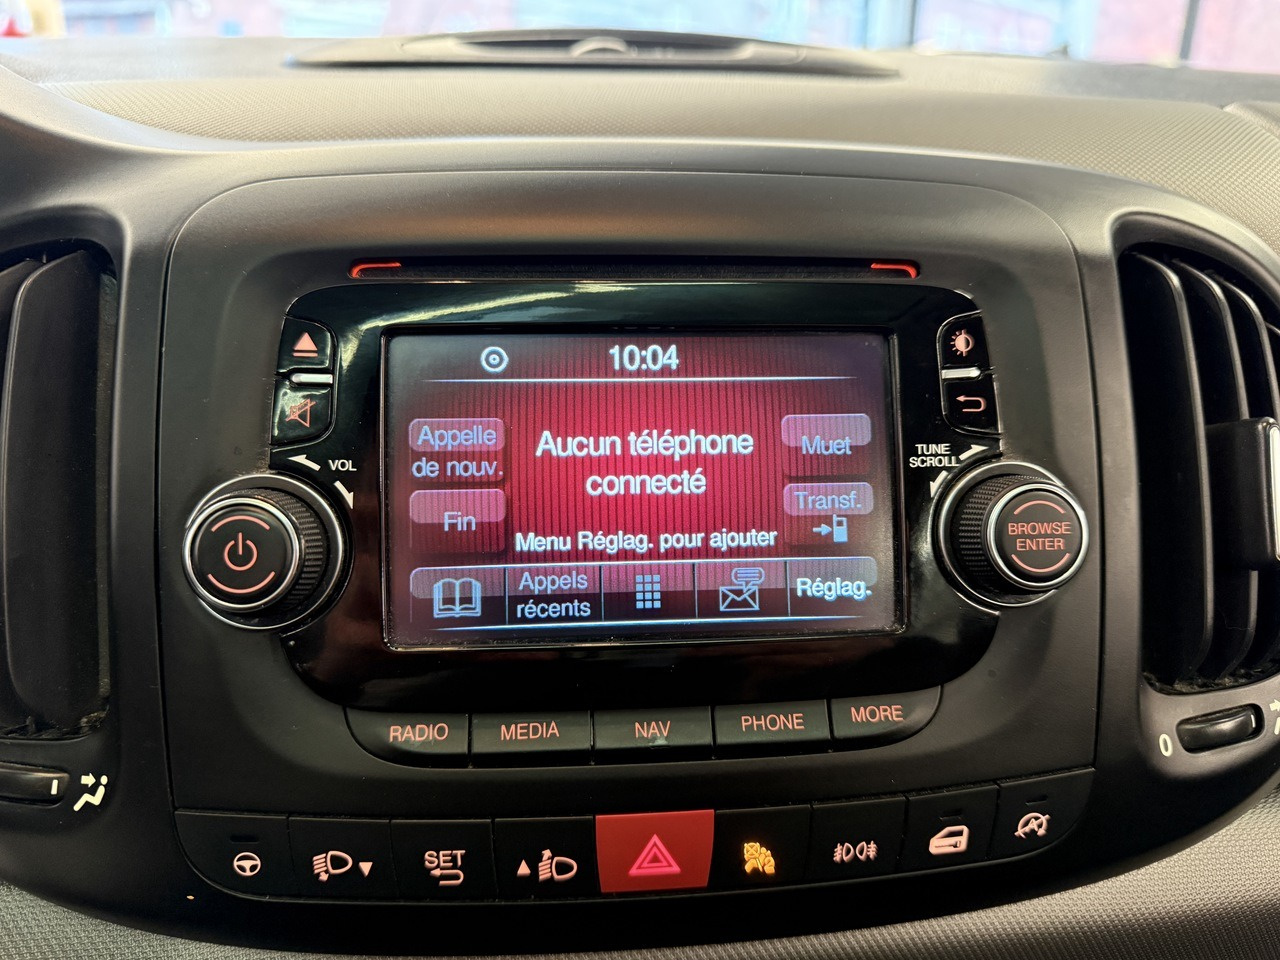 10:04
Appelle
de nouv.
Aucun téléphone
connecté
Muet
Fin
Transf.
Menu Réglag. pour ajouter
Appels
récents
Réglag.
VOL
TUNE
SCROLL
BROWSE
ENTER
RADIO
MEDIA
NAV
PHONE
MORE
0
SET